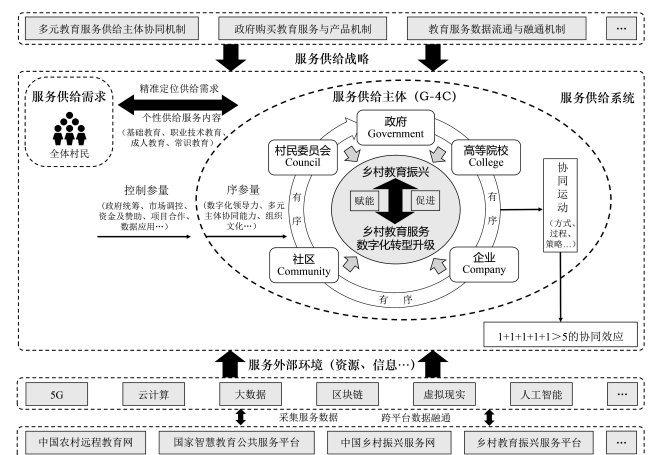 多元教育服务供给主体协同机制
政府购买教育服务与产品机制
教育服务数据流通与融通机制
…
服务供给战略
服务供给需求
全体村民
精准定位供给需求
个性供给服务内容
（基础教育、职业技术教育、
成人教育、常识教育）
服务供给主体（G-4C）
服务供给系统
政府
Government
村民委员会
Council
高等院校
College
乡村教育振兴
赋能
促进
乡村教育服务
数字化转型升级
有
序
有
序
有 序
社区
Community
企业
Company
控制参量
（政府统筹、市场调控、
资金及赞助、项目合作、
数据应用…）
序参量
（数字化领导力、多元
主体协同能力、组织
文化…）
协
同
运
动
（方式、
过程、
策略…）
1+1+1+1+1＞5的协同效应
服务外部环境（资源、信息…）
5G
云计算
大数据
区块链
虚拟现实
人工智能
…
采集服务数据
跨平台数据融通
中国农村远程教育网
国家智慧教育公共服务平台
中国乡村振兴服务网
乡村教育振兴服务平台
…